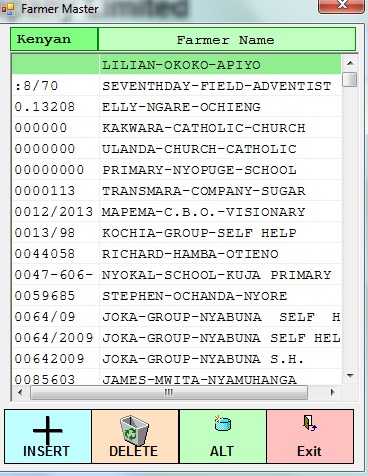 Farmer Master
Kenyan Farmer Name
LILIAN-OKOKO-APIYO
:8/70 SEVENTHDAY-FIELD-ADVENTIST
0.13208 ELLY-NGARE-OCHIENG
000000 KAKWARA-CATHOLIC-CHURCH
000000 ULANDA-CHURCH-CATHOLIC
00000000 PRIMARY-NYOPUGE-SCHOOL
0000113 TRANSMARA-COMPANY-SUGAR
0012/2013 MAPEMA-C.B.O.-VISIONARY
0013/98 KOCHIA-GROUP-SELF HELP
0044058 RICHARD-HAMBA-OTIENO
0047-606- NYOKAL-SCHOOL-KUJA PRIMARY
0059685 STEPHEN-OCHANDA-NYORE
0064/09 JOKA-GROUP-NYABUNA SELF H
0064/2009 JOKA-GROUP-NYABUNA SELF HEL
00642009 JOKA-GROUP-NYABUNA S.H.
0085603 JAMES-MWITA-NYAMUHANGA
INSERT DELETE ALT Exit